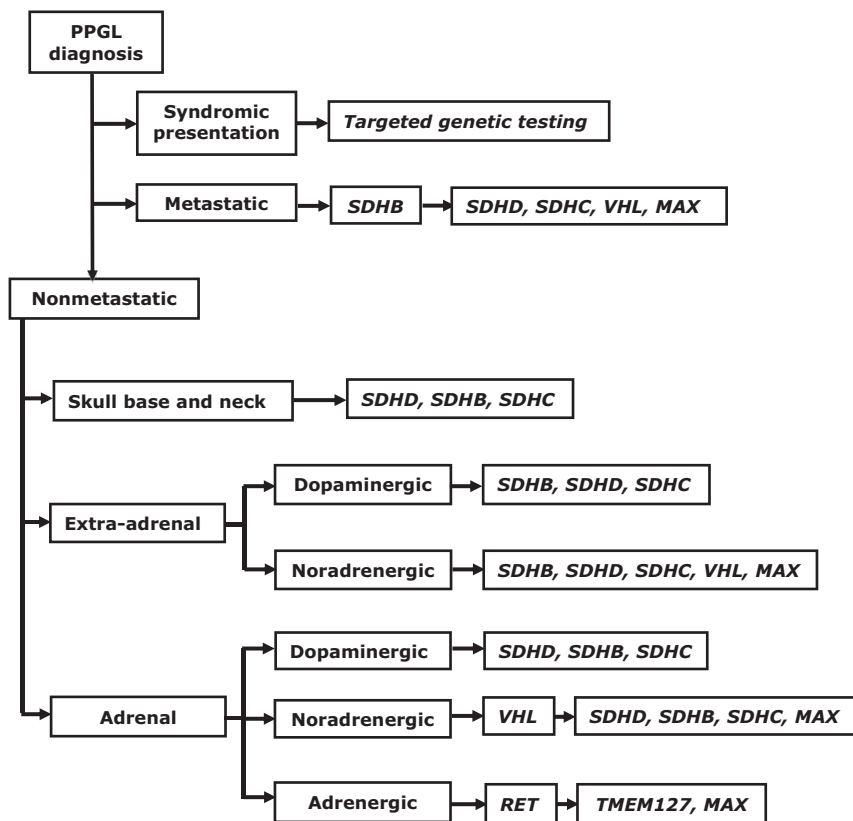 PPGL
diagnosis
Syndromic
presentation
Targeted genetic testing
Metastatic
SDHB
SDHD, SDHC, VHL, MAX
Nonmetastatic
Skull base and neck
SDHD, SDHB, SDHC
Extra-adrenal
Dopaminergic
SDHB, SDHD, SDHC
Noradrenergic
SDHB, SDHD, SDHC, VHL, MAX
Adrenal
Dopaminergic
SDHD, SDHB, SDHC
Noradrenergic
VHL
SDHD, SDHB, SDHC, MAX
Adrenergic
RET
TMEM127, MAX